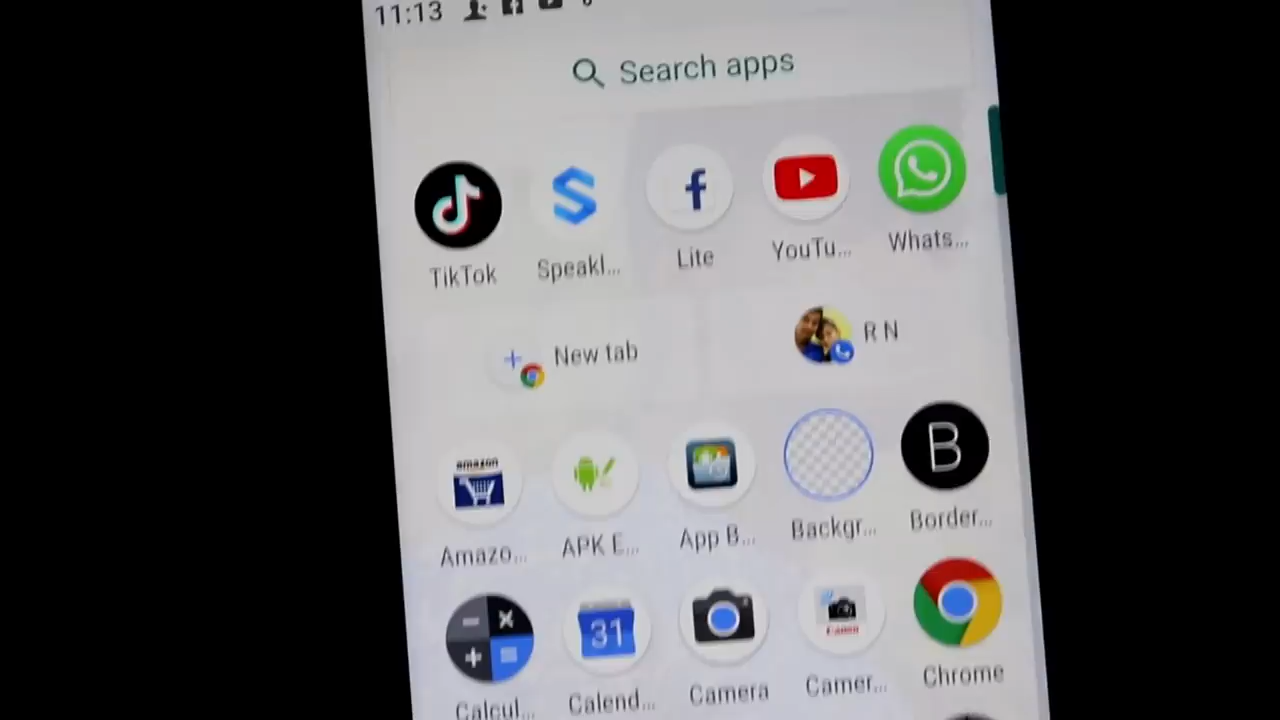 11:13
Search apps
TikTok
Speakl...
Lite
YouTu...
Whats...
New tab
R N
amazon
Amazo...
APK E...
App B...
Backgr...
B
Border...
31
Canon
Calcul...
Calend...
Camera
Camer...
Chrome